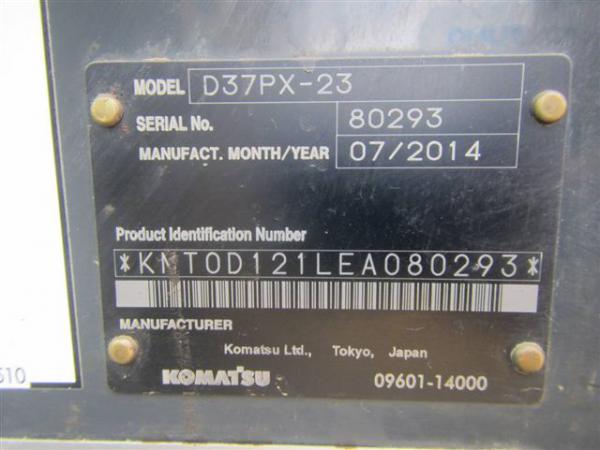 MODEL D37PX-23
SERIAL No. 80293
MANUFACT. MONTH/YEAR 07/2014
Product Identification Number
*KMT0D121LEA080293*
MANUFACTURER
Komatsu Ltd., Tokyo, Japan
KOMATSU 09601-14000
510